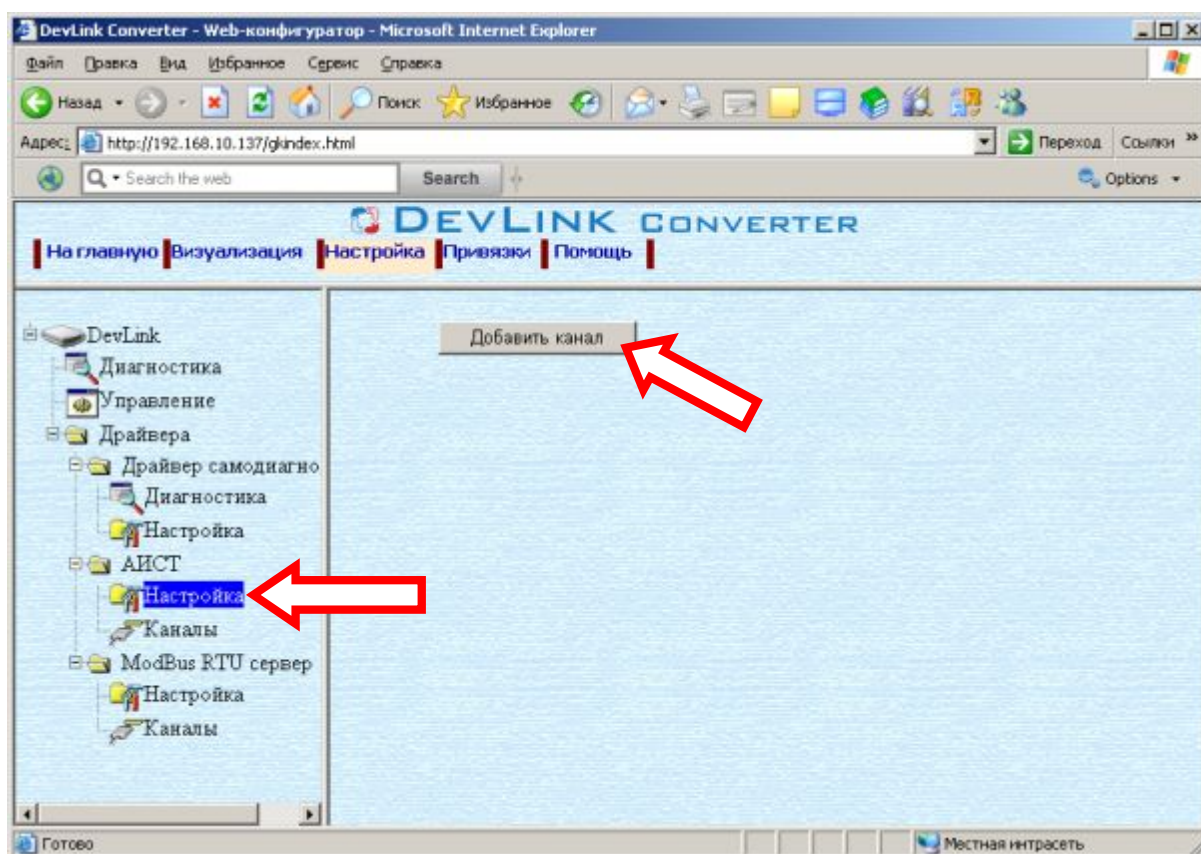 DevLink Converter - Web-конфигуратор - Microsoft Internet Explorer
Файл Правка Вид Избранное Сервис Справка
Назад Поиск Избранное
Адрес: http://192.168.10.137/gkindex.html Переход Ссылки »
Search the web Search Options
DEVLINK CONVERTER
На главную Визуализация Настройка Привязки Помощь
DevLink
Диагностика
Управление
Драйвера
Драйвер самодиагно
Диагностика
Настройка
АИСТ
Настройка
Каналы
ModBus RTU сервер
Настройка
Каналы
Добавить канал
Готово Местная интрасеть